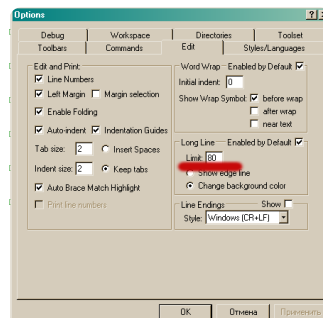 Options
Debug Workspace Directories Toolset
Toolbars Commands Edit Styles/Languages
Edit and Print:
Line Numbers
Left Margin Margin selection
Enable Folding
Auto-indent Indentation Guides
Tab size: 2 Insert Spaces
Indent size: 2 Keep tabs
Auto Brace Match Highlight
Print line numbers
Word Wrap Enabled by Default
Initial indent: 0
Show Wrap Symbol: before wrap
after wrap
near text
Long Line Enabled by Default
Limit: 80
Show edge line
Change background color
Line Endings Show
Style: Windows (CR+LF)
OK Отмена Применить